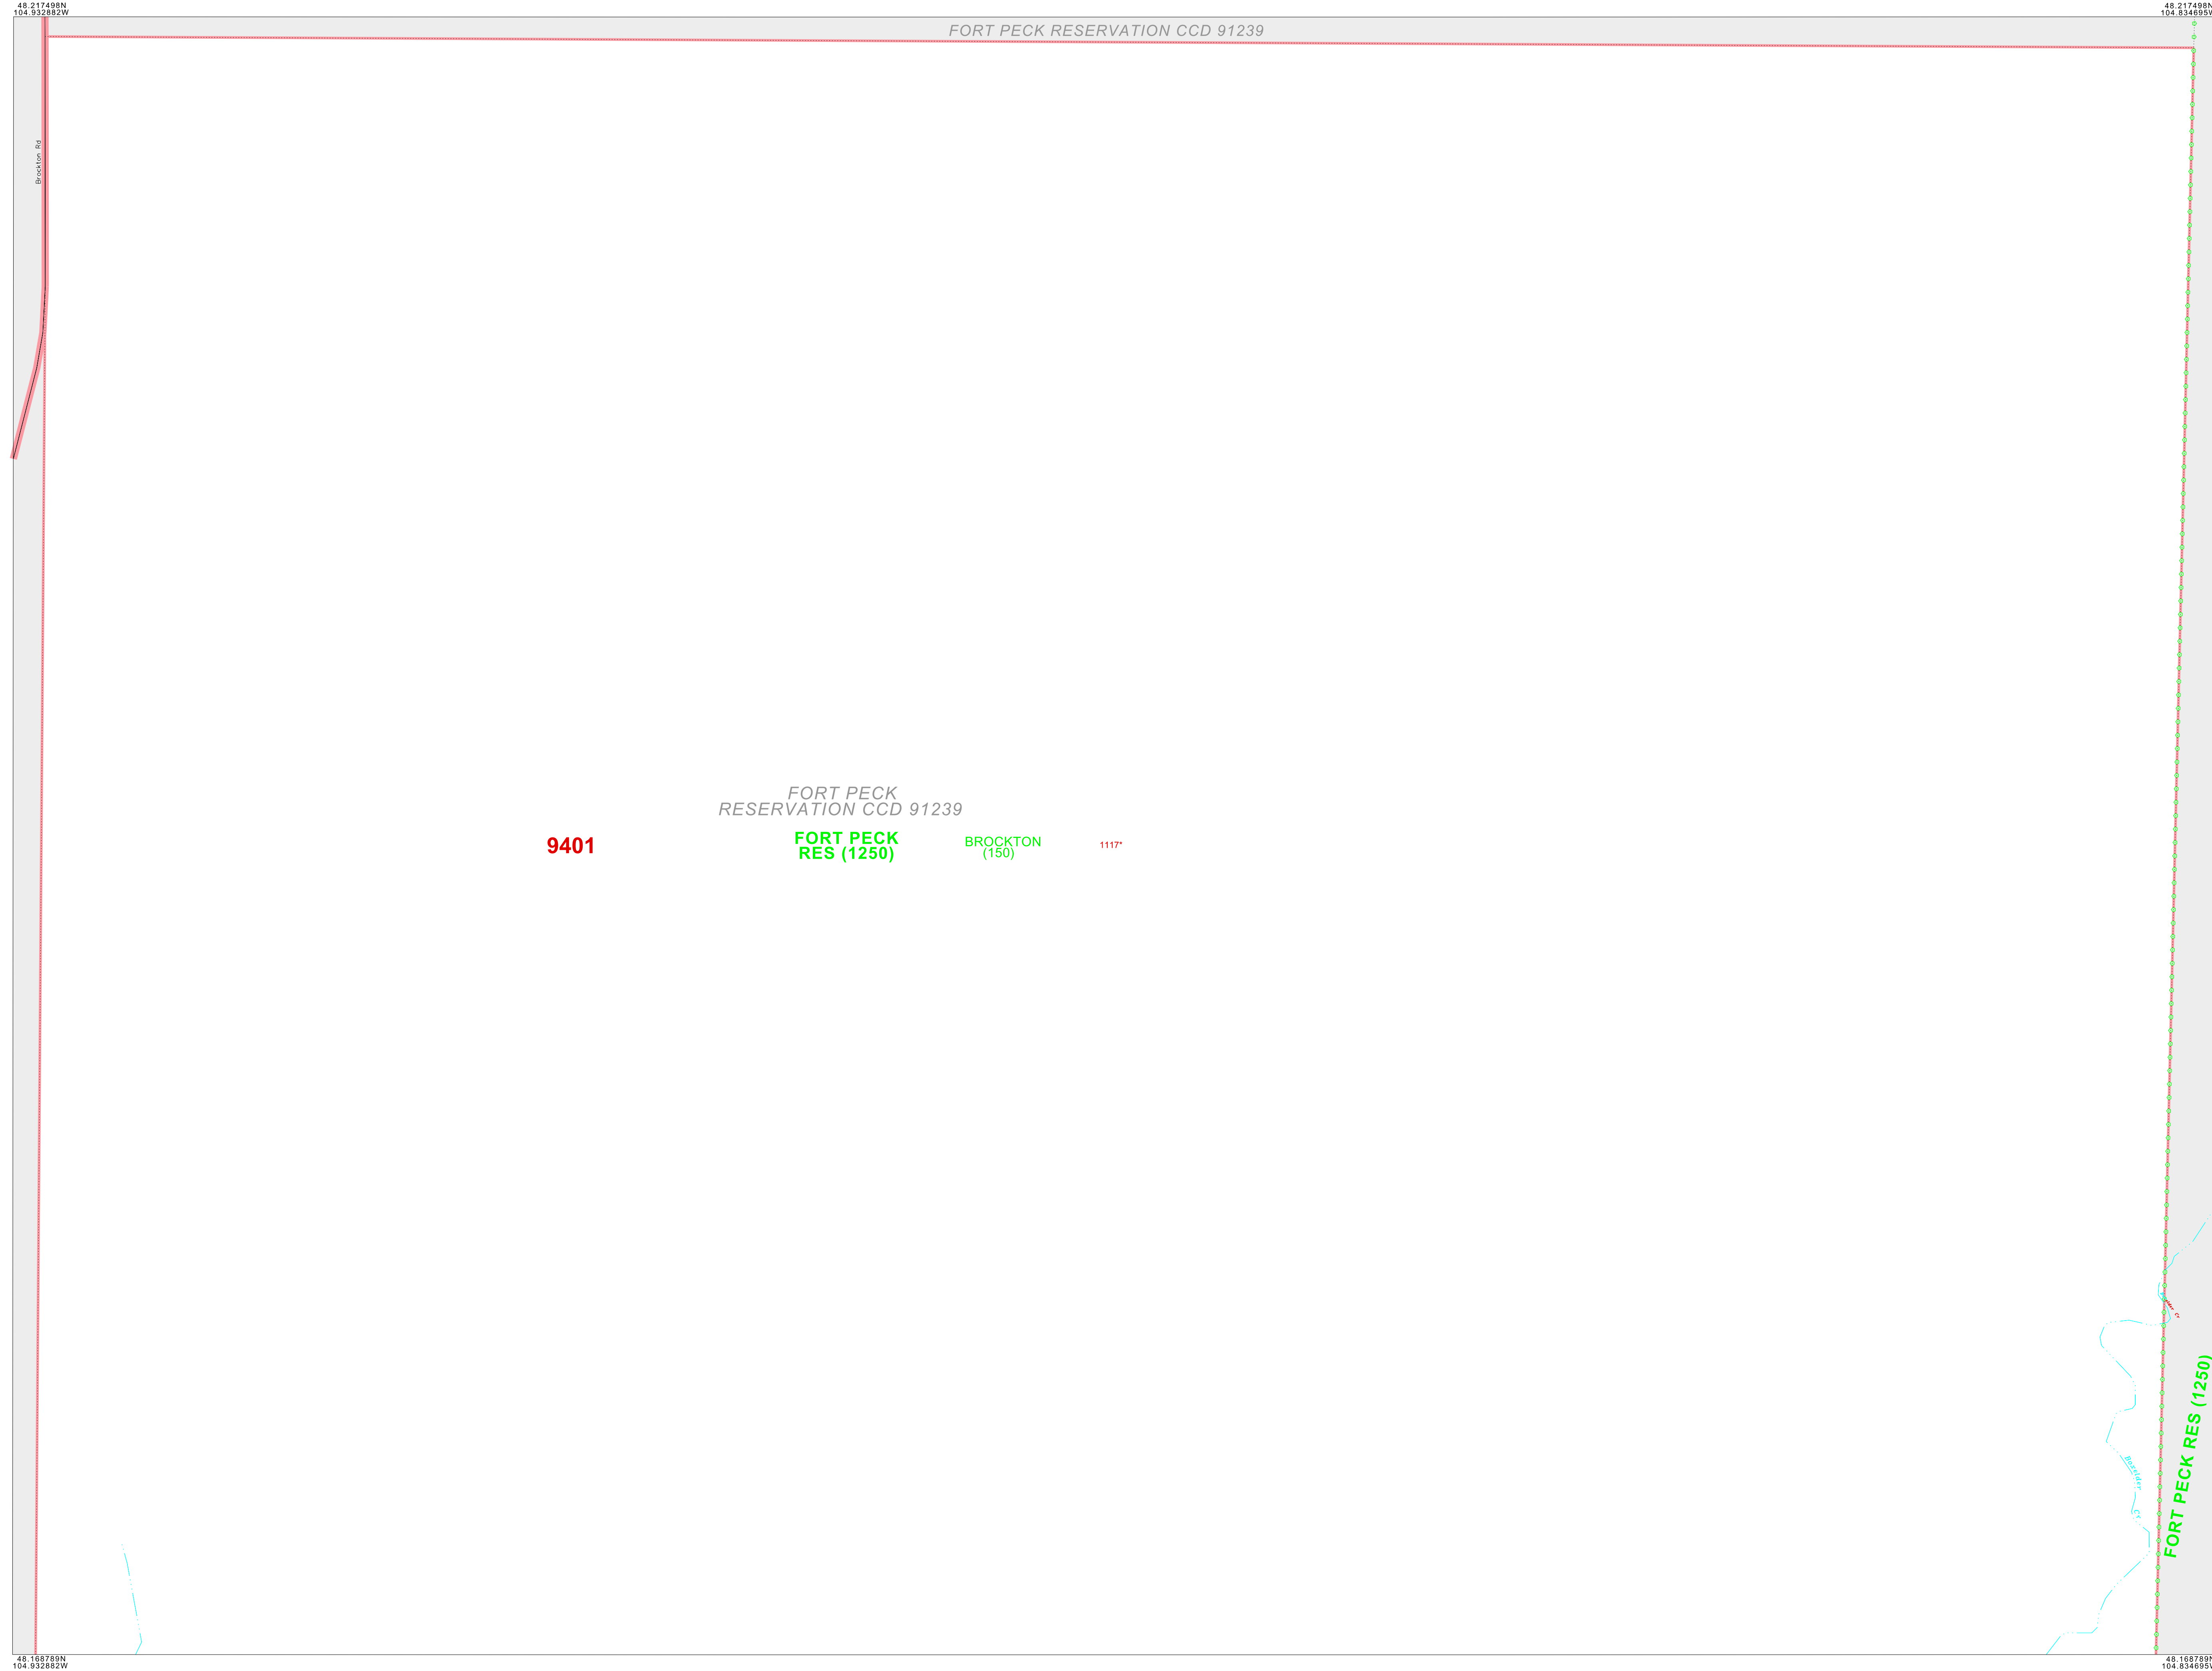 48.217498N
104.932882W
48.217498N
104.834695W
FORT PECK RESERVATION CCD 91239
Brockton Rd
FORT PECK
RESERVATION CCD 91239
9401
FORT PECK
RES (1250)
BROCKTON
(150)
1117*
FORT PECK RES (1250)
Cr
48.168789N
104.932882W
48.168789N
104.834695W